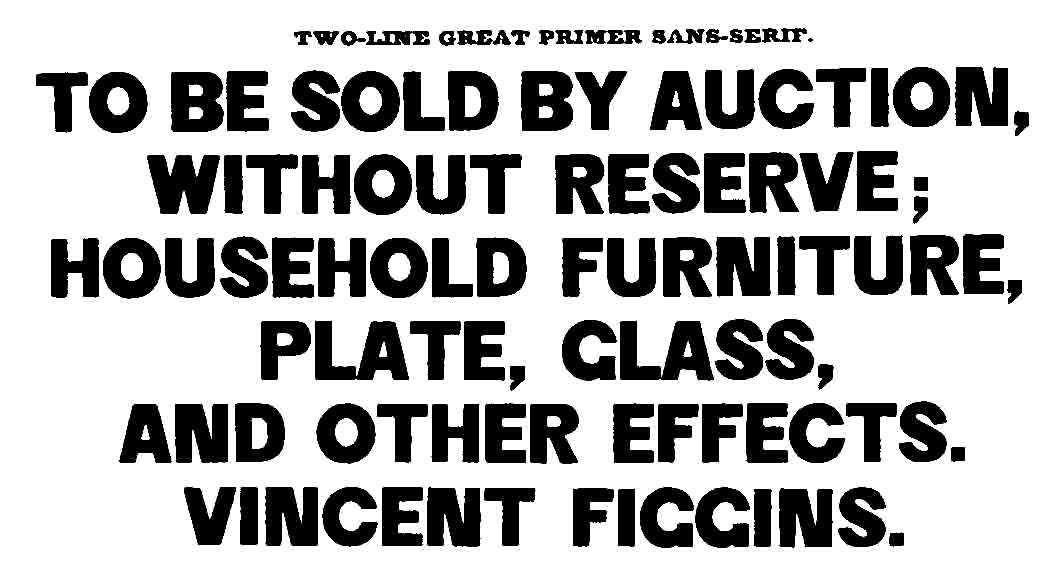 TWO-LINE GREAT PRIMER SANS-SERIF.
TO BE SOLD BY AUCTION,
WITHOUT RESERVE;
HOUSEHOLD FURNITURE,
PLATE, GLASS,
AND OTHER EFFECTS.
VINCENT FIGGINS.